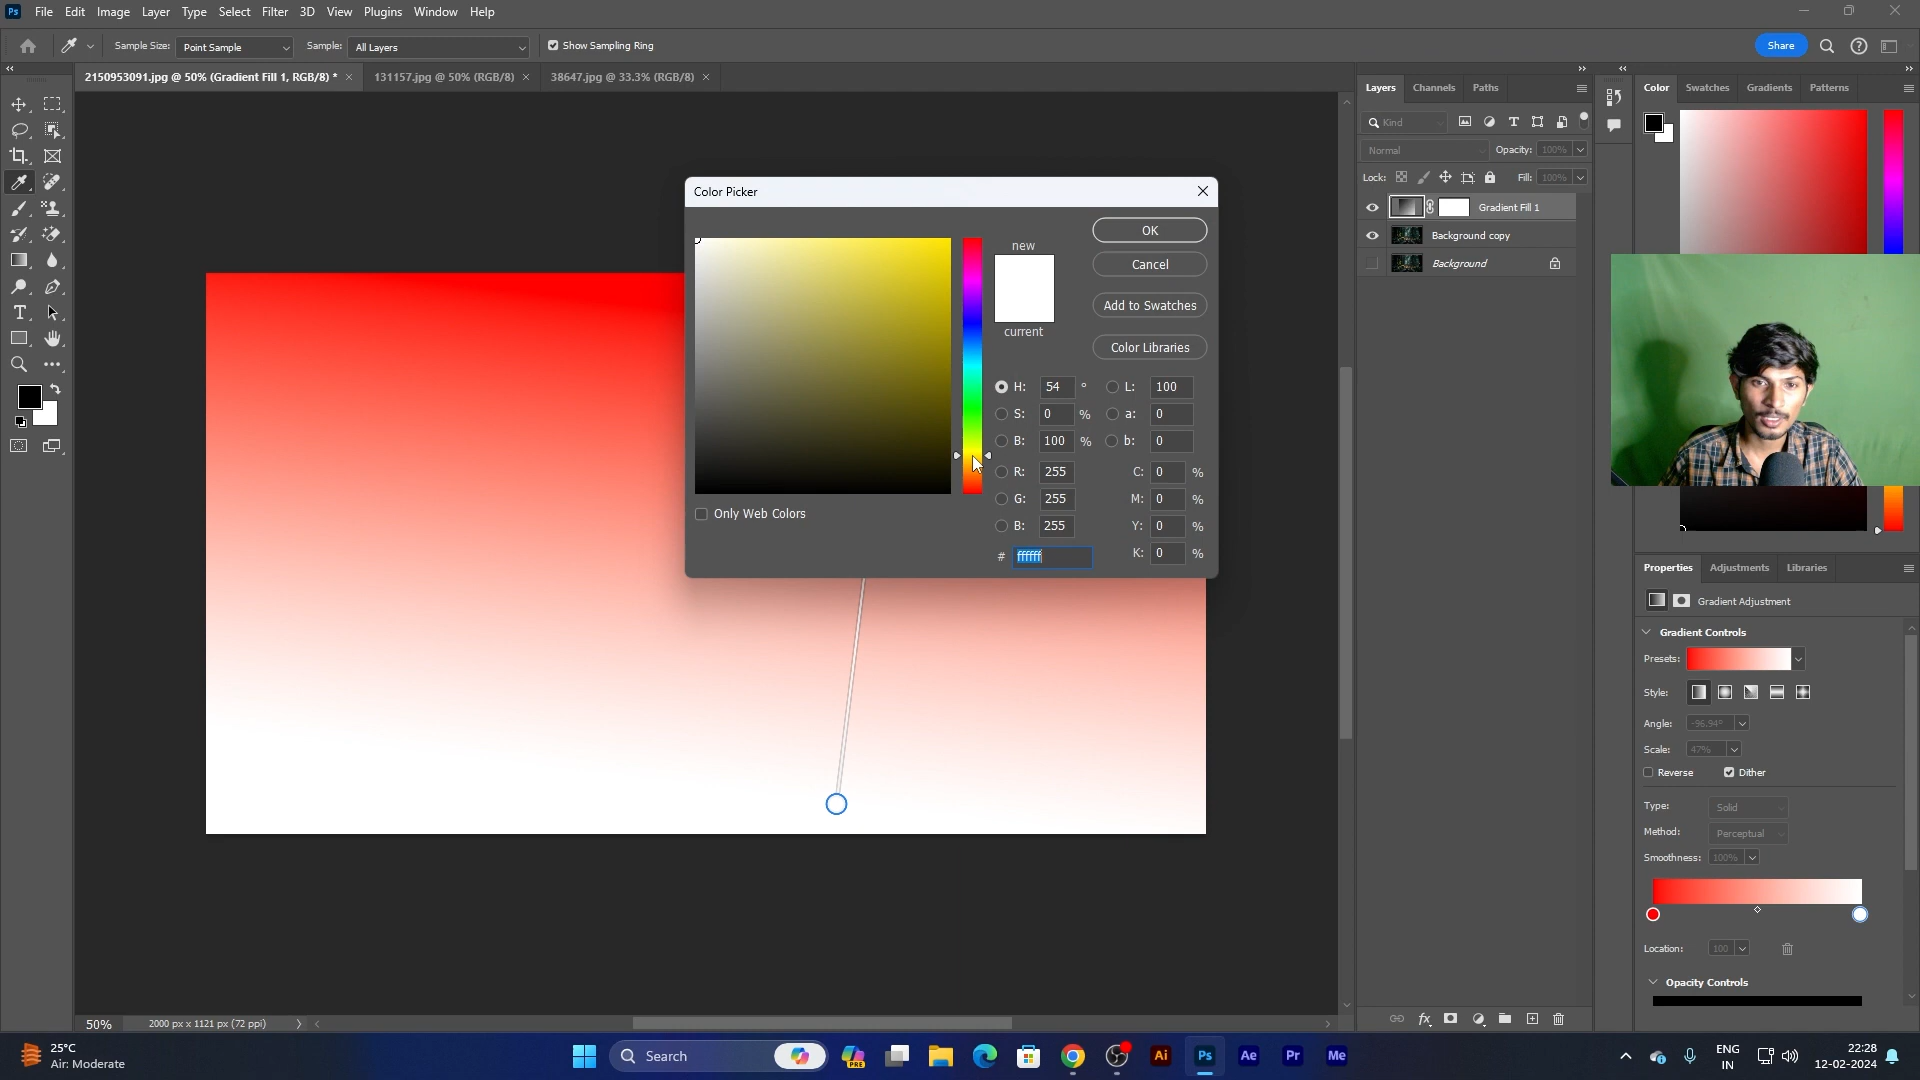 Ps File Edit Image Layer Type Select Filter 3D View Plugins Window Help
Sample Size: Point Sample Sample: All Layers Show Sampling Ring Share
2150953091.jpg @ 50% (Gradient Fill 1, RGB/8) * 131157.jpg @ 50% (RGB/8) 38647.jpg @ 33.3% (RGB/8)
Layers Channels Paths
Kind
Normal Opacity: 100%
Lock: Fill: 100%
Gradient Fill 1
Background copy
Background
Color Swatches Gradients Patterns
Color Picker
new
current
OK
Cancel
Add to Swatches
Color Libraries
H: 54 ° L: 100
S: 0 % a: 0
B: 100 % b: 0
R: 255 C: 0 %
G: 255 M: 0 %
B: 255 Y: 0 %
# ffffff K: 0 %
Only Web Colors
Properties Adjustments Libraries
Gradient Adjustment
Gradient Controls
Presets:
Style:
Angle: -96.94°
Scale: 47%
Reverse Dither
Type: Solid
Method: Perceptual
Smoothness: 100%
Location: 100
Opacity Controls
50% 2000 px x 1121 px (72 ppi)
25°C
Air: Moderate
Search
PRE
Ai Ps Ae Pr Me
ENG
IN
22:28
12-02-2024